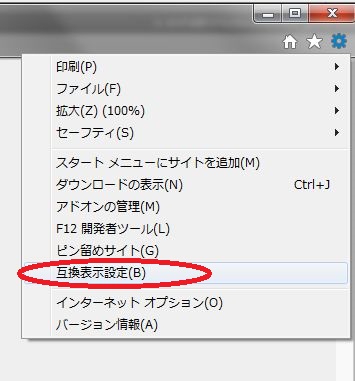 印刷(P)
ファイル(F)
拡大(Z) (100%)
セーフティ(S)
スタート メニューにサイトを追加(M)
ダウンロードの表示(N) Ctrl+J
アドオンの管理(M)
F12 開発者ツール(L)
ピン留めサイト(G)
互換表示設定(B)
インターネット オプション(O)
バージョン情報(A)